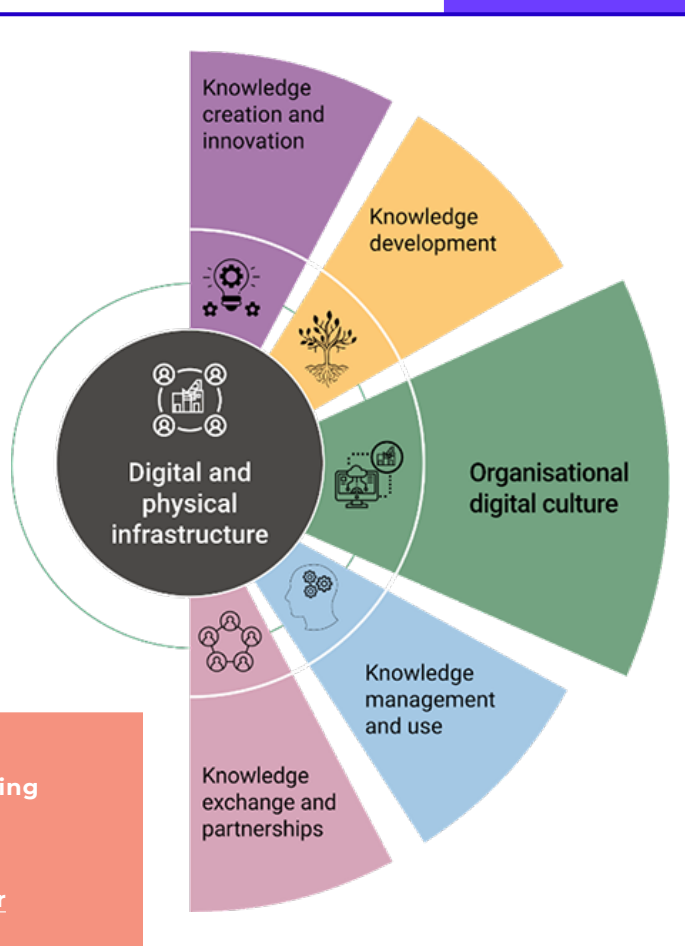 Knowledge
creation and
innovation
Knowledge
development
Organisational
digital culture
Digital and
physical
infrastructure
Knowledge
management
and use
Knowledge
exchange and
partnerships